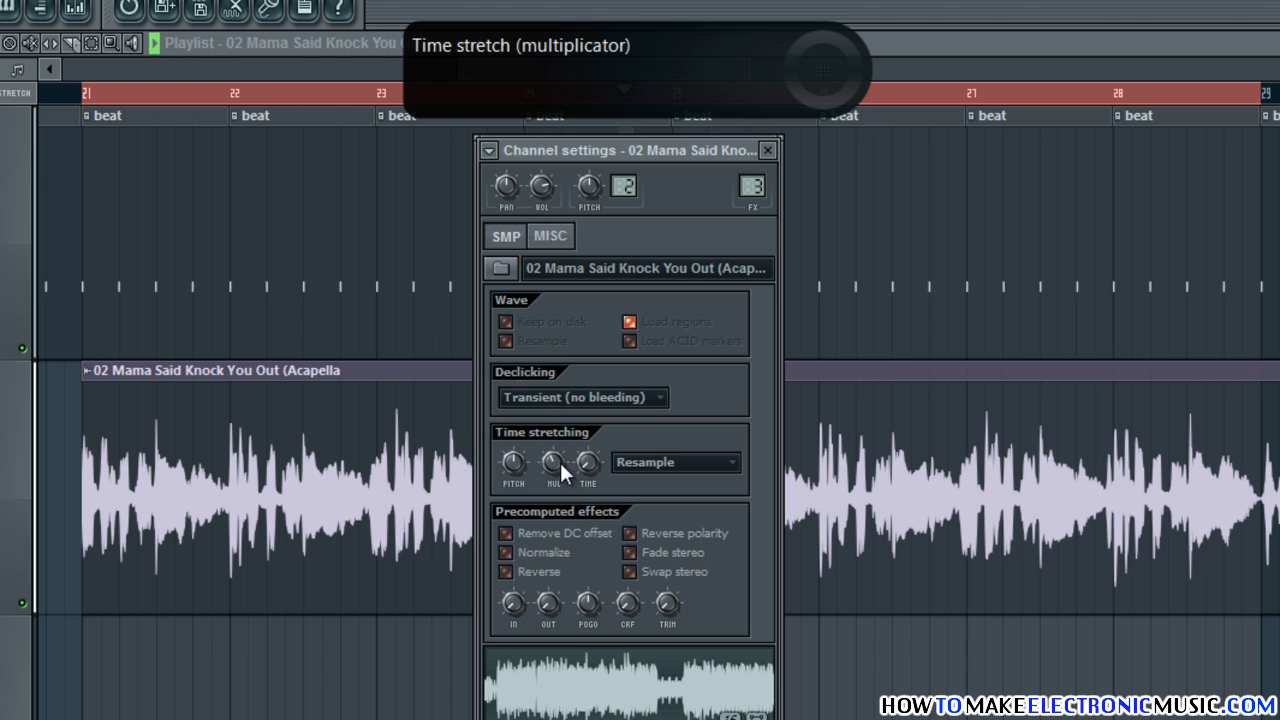 Time stretch (multiplicator)
Playlist - 02 Mama Said Knock You
STRETCH
21 22 23 27 28 29
beat beat beat beat beat beat beat beat
Channel settings - 02 Mama Said Kno...
PAN VOL PITCH 2 3 FX
SMP MISC
02 Mama Said Knock You Out (Acap...
Wave
Keep on disk Load regions
Resample Load ACID markers
02 Mama Said Knock You Out (Acapella
Declicking
Transient (no bleeding)
Time stretching
Resample
PITCH MUL TIME
Precomputed effects
Remove DC offset Reverse polarity
Normalize Fade stereo
Reverse Swap stereo
IN OUT POGO CRF TRIM
HOWTOMAKEELECTRONICMUSIC.COM